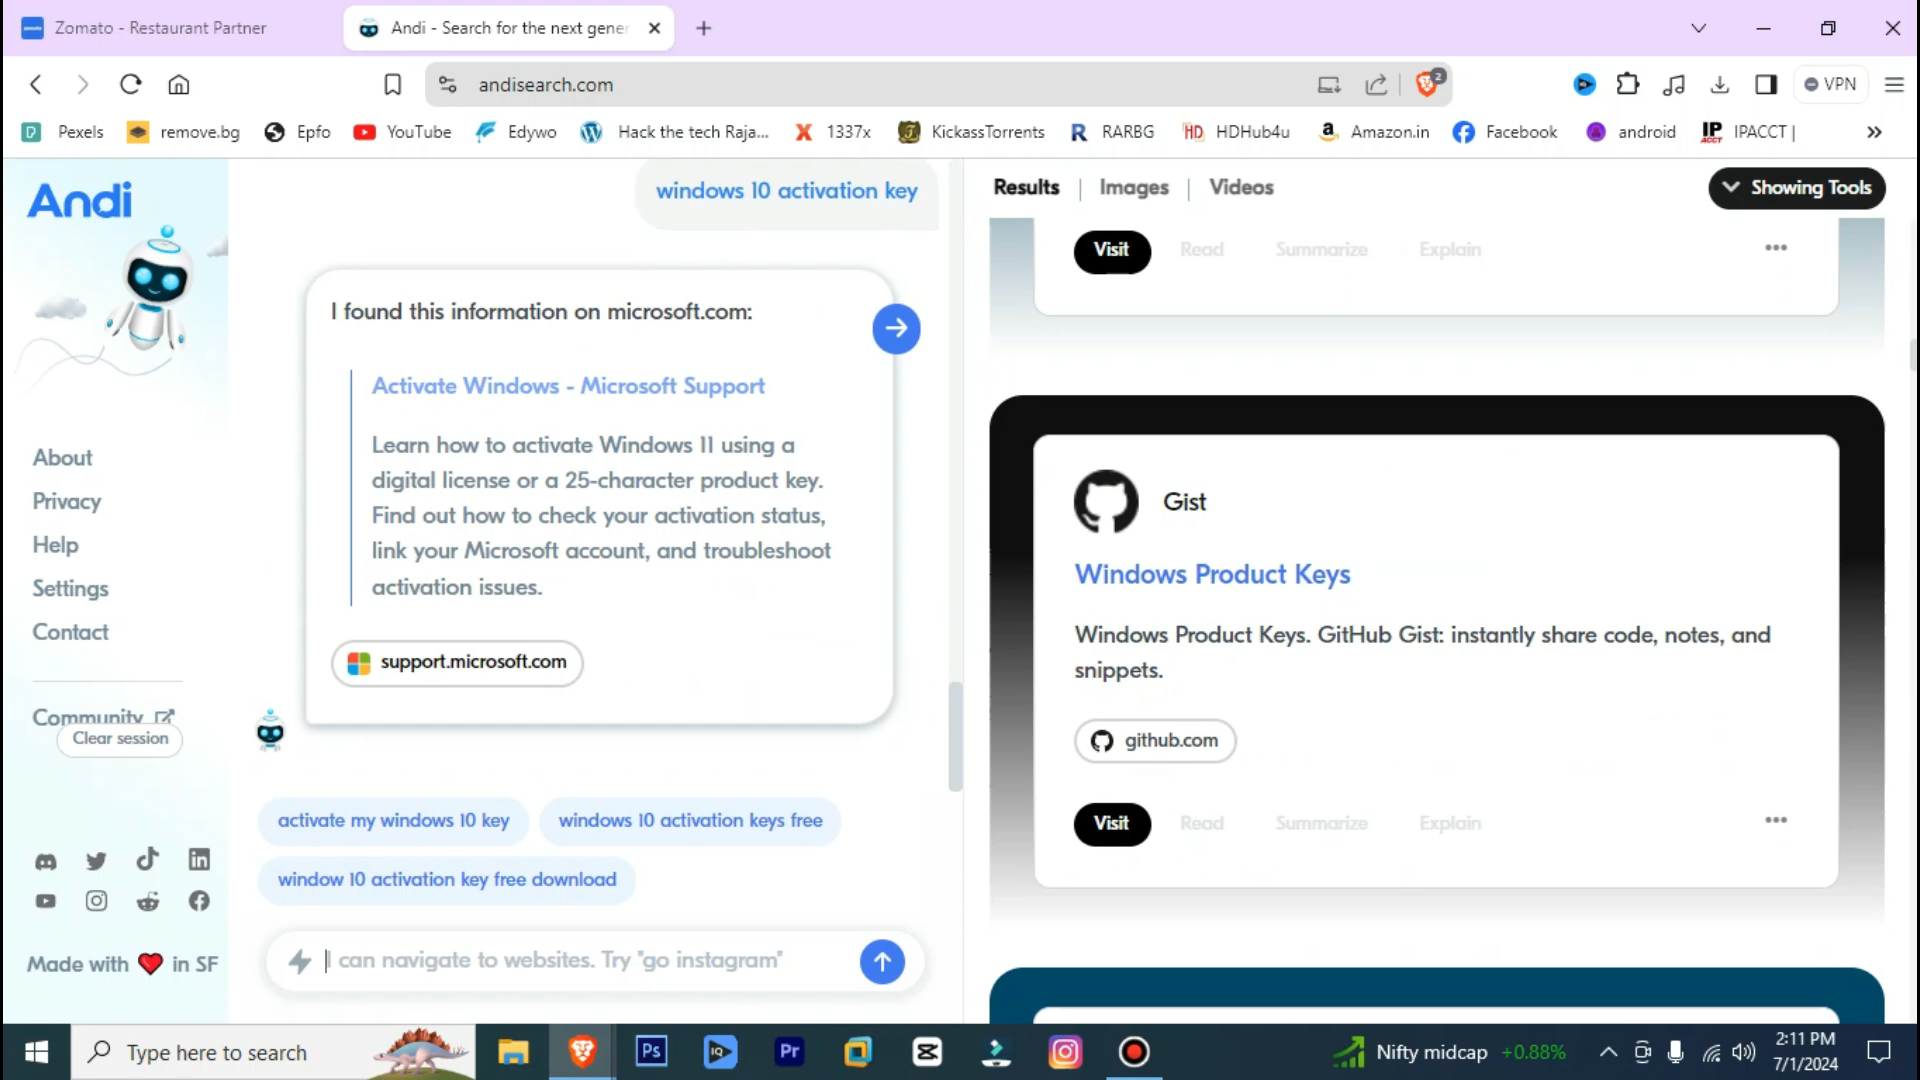 Zomato - Restaurant Partner
Andi - Search for the next gener
andisearch.com
2
VPN
Pexels
remove.bg
Epfo
YouTube
Edywo
Hack the tech Raja...
1337x
KickassTorrents
RARBG
HDHub4u
Amazon.in
Facebook
android
IPACCT |
Andi
About
Privacy
Help
Settings
Contact
Community
Clear session
Made with ❤ in SF
windows 10 activation key
I found this information on microsoft.com:
Activate Windows - Microsoft Support
Learn how to activate Windows 11 using a
digital license or a 25-character product key.
Find out how to check your activation status,
link your Microsoft account, and troubleshoot
activation issues.
support.microsoft.com
activate my windows 10 key
windows 10 activation keys free
window 10 activation key free download
I can navigate to websites. Try "go instagram"
Results | Images | Videos
Showing Tools
Visit Read Summarize Explain
Gist
Windows Product Keys
Windows Product Keys. GitHub Gist: instantly share code, notes, and
snippets.
github.com
Visit Read Summarize Explain
Type here to search
Ps
IQ
Pr
Nifty midcap +0.88%
2:11 PM
7/1/2024